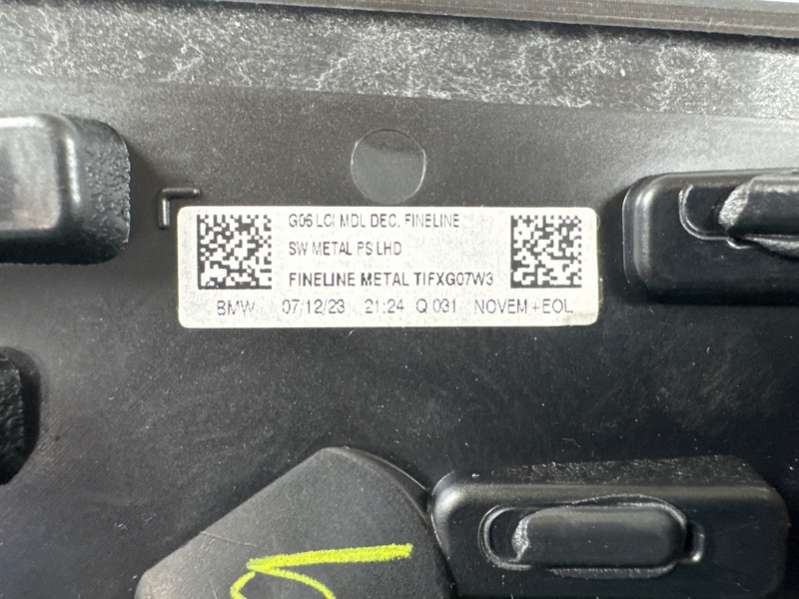 G06 LCI MDL DEC. FINELINE
SW METAL PS LHD
FINELINE METAL TIFXG07W3
BMW 07/12/23 21:24 Q 031 NOVEM +EOL